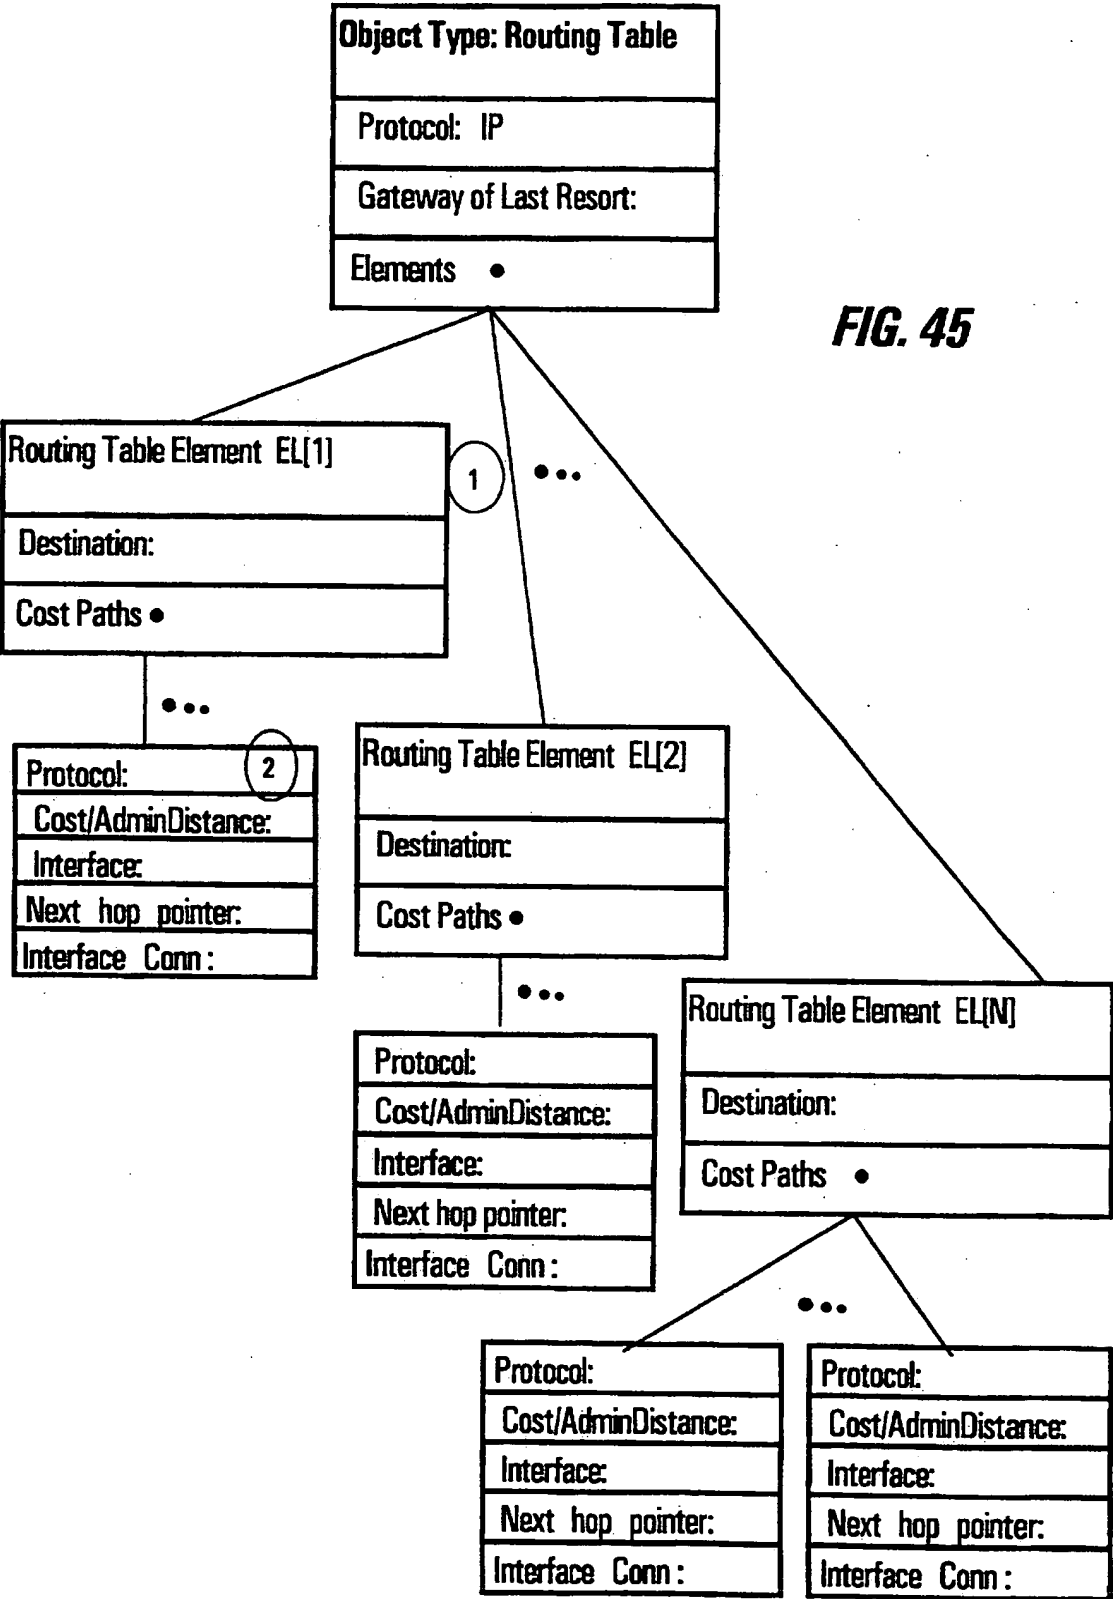 Object Type: Routing Table
Protocol: IP
Gateway of Last Resort:
Elements •
FIG. 45
Routing Table Element EL[1]
1
•••
Destination:
Cost Paths •
•••
2
Protocol:
Cost/AdminDistance:
Interface:
Next hop pointer:
Interface Conn :
Routing Table Element EL[2]
Destination:
Cost Paths •
•••
Protocol:
Cost/AdminDistance:
Interface:
Next hop pointer:
Interface Conn :
Routing Table Element EL[N]
Destination:
Cost Paths •
•••
Protocol:
Cost/AdminDistance:
Interface:
Next hop pointer:
Interface Conn :
Protocol:
Cost/AdminDistance:
Interface:
Next hop pointer:
Interface Conn :